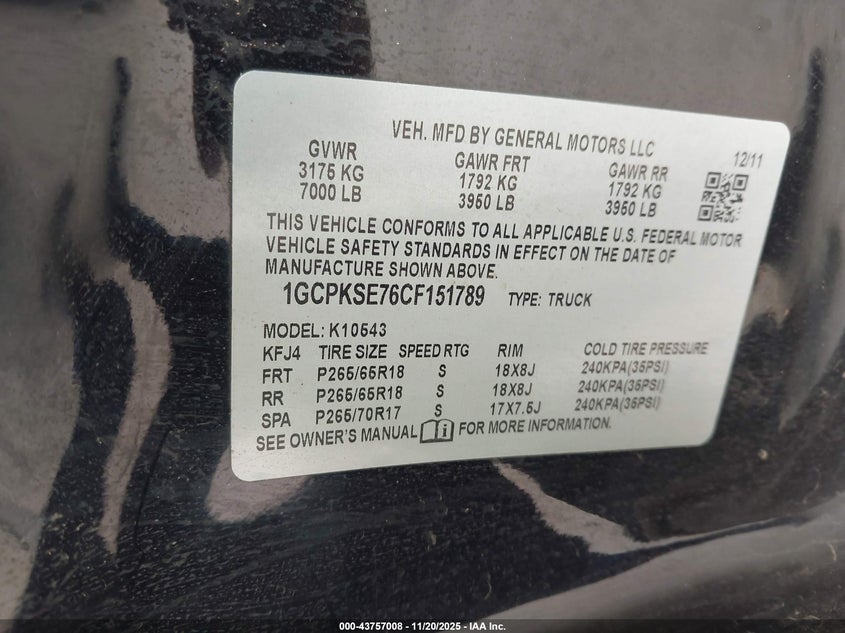 VEH. MFD BY GENERAL MOTORS LLC
12/11
GVWR GAWR FRT GAWR RR
3175 KG 1792 KG 1792 KG
7000 LB 3950 LB 3950 LB
THIS VEHICLE CONFORMS TO ALL APPLICABLE U.S. FEDERAL MOTOR
VEHICLE SAFETY STANDARDS IN EFFECT ON THE DATE OF
MANUFACTURE SHOWN ABOVE.
1GCPKSE76CF151789 TYPE: TRUCK
MODEL: K10543
KFJ4 TIRE SIZE SPEED RTG RIM COLD TIRE PRESSURE
FRT P265/65R18 S 18X8J 240KPA(35PSI)
RR P265/65R18 S 18X8J 240KPA(35PSI)
SPA P265/70R17 S 17X7.5J 240KPA(35PSI)
SEE OWNER'S MANUAL FOR MORE INFORMATION.
000-43757008 - 11/20/2025 - IAA Inc.